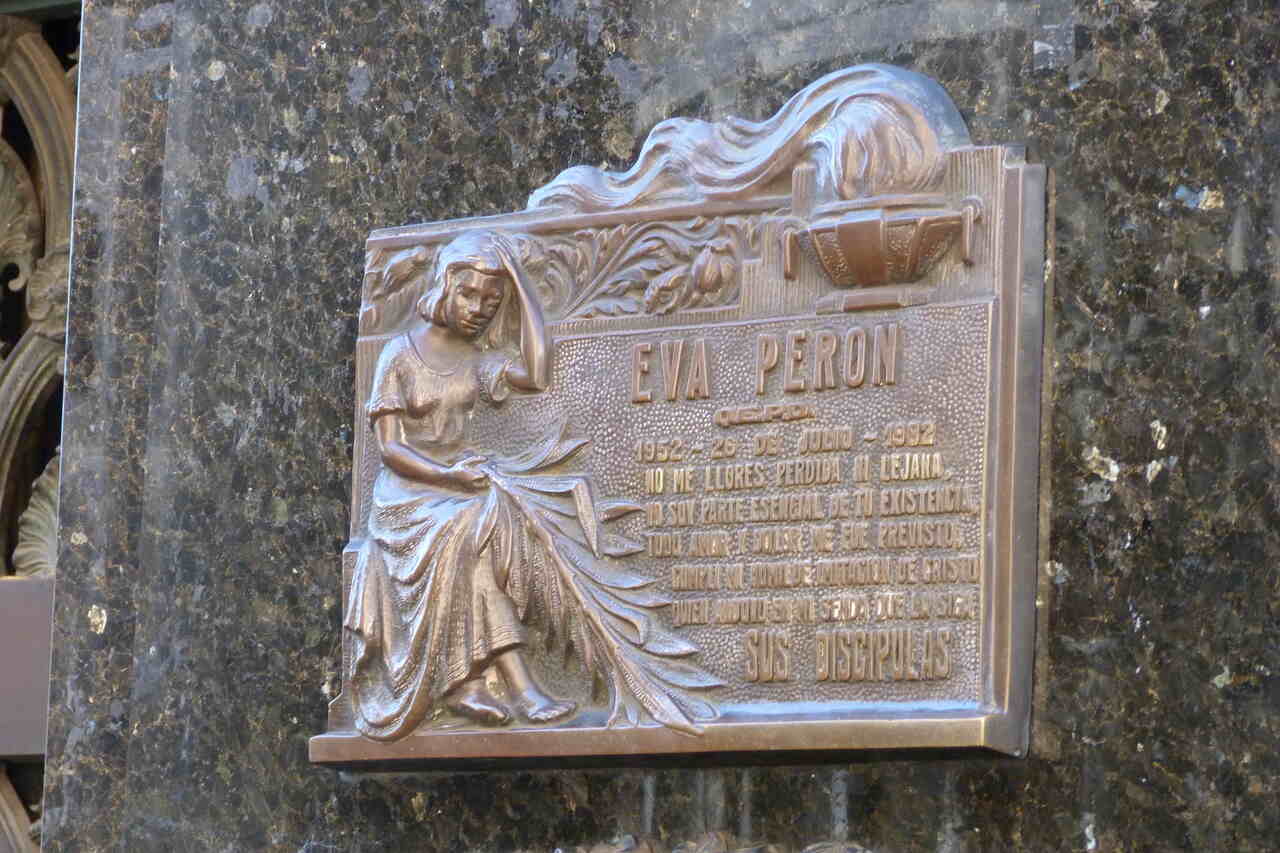 EVA PERON
Q.E.P.D.
1952 - 26 DE JULIO - 1992
NO ME LLORES PERDIDA NI LEJANA,
YO SOY PARTE ESENCIAL DE TU EXISTENCIA
TODO AMOR Y DOLOR ME FUE PREVISTO,
CUMPLI MI HUMILDE IMITACION DE CRISTO
QUIEN ANDUVO EN MI SENDA QUE LA SIGA
SUS DISCIPULAS